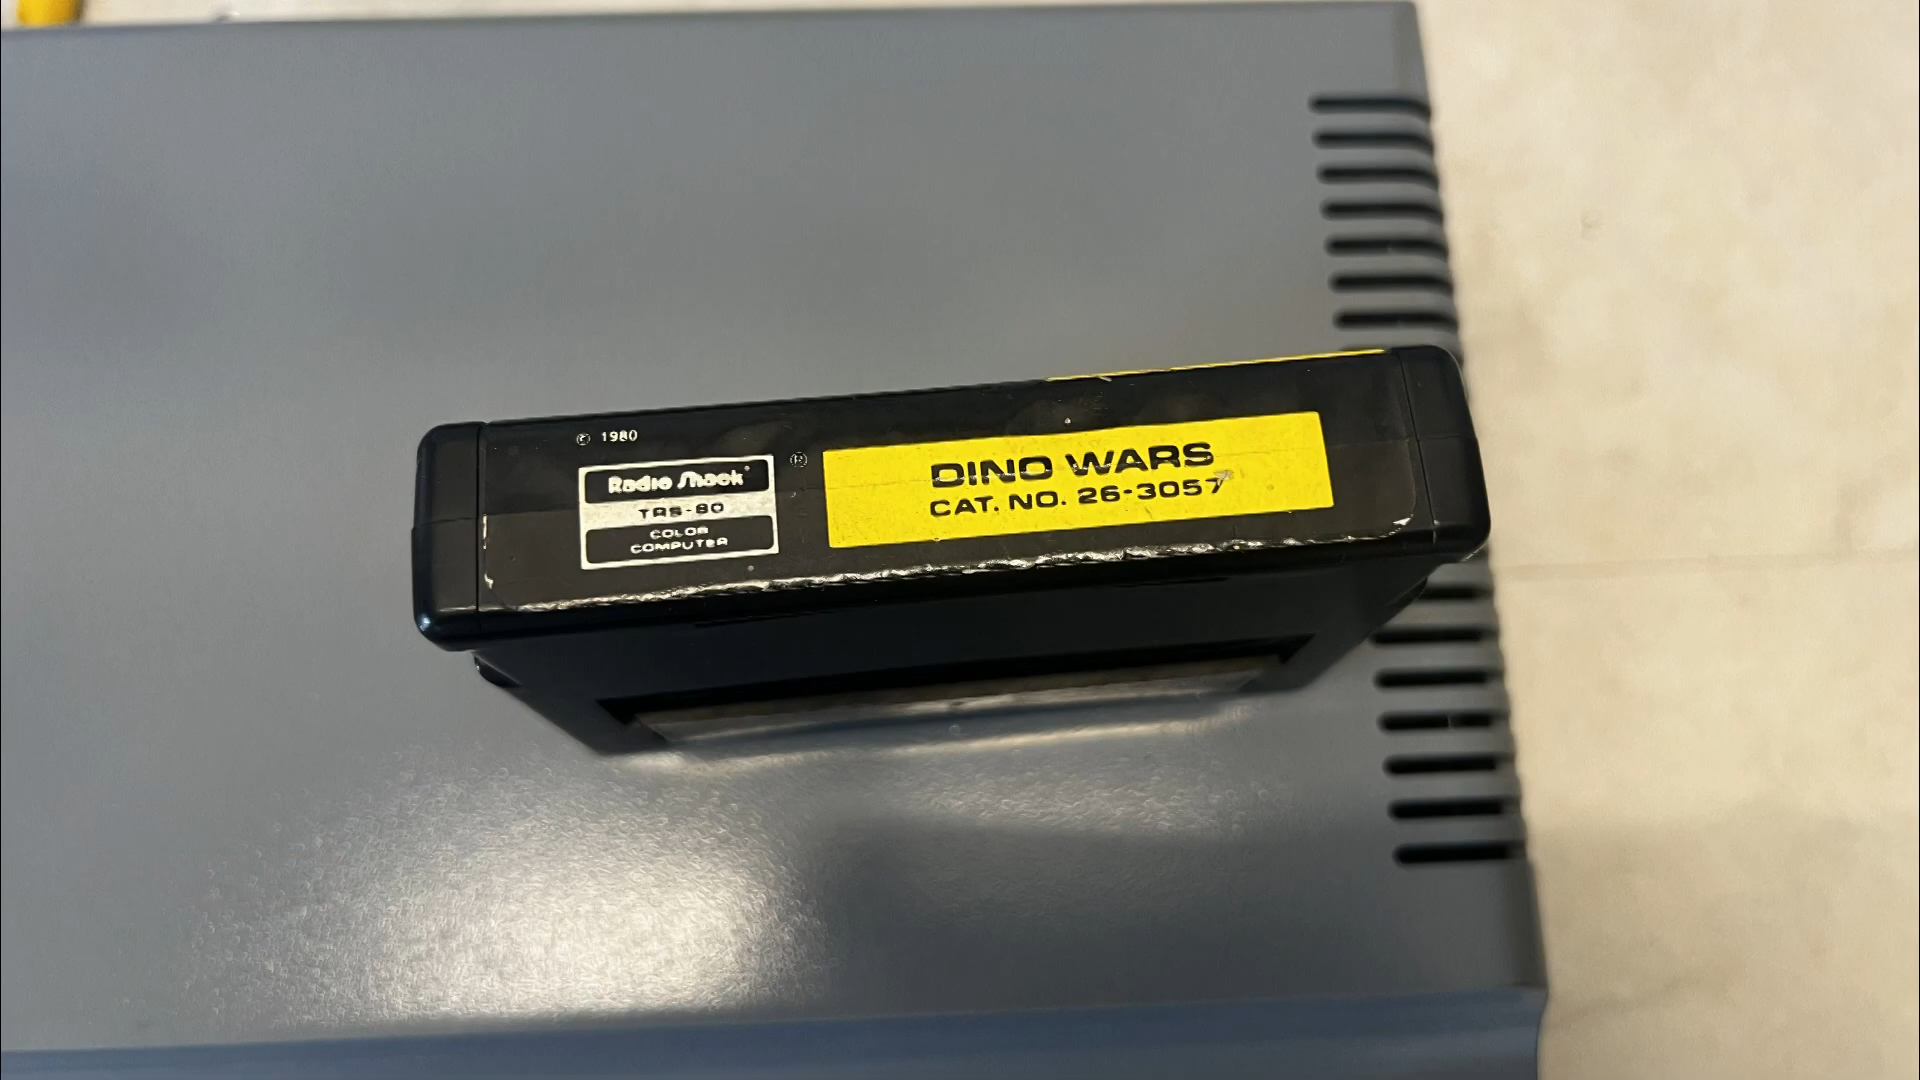 © 1980
Radio Shack®
TRS-80
COLOR
COMPUTER
®
DINO WARS
CAT. NO. 26-3057